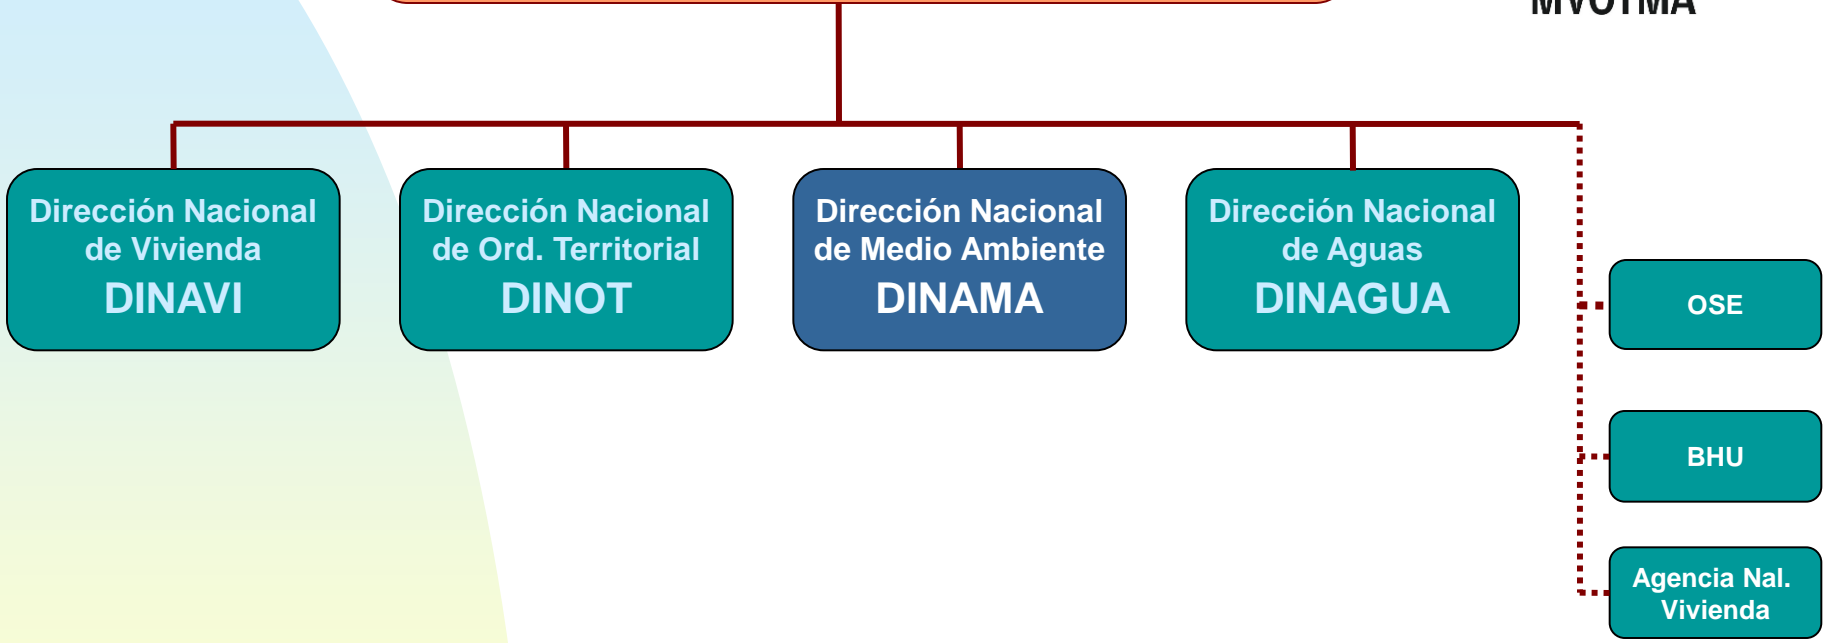 MVOTMA
Dirección Nacional
de Vivienda
DINAVI
Dirección Nacional
de Ord. Territorial
DINOT
Dirección Nacional
de Medio Ambiente
DINAMA
Dirección Nacional
de Aguas
DINAGUA
OSE
BHU
Agencia Nal.
Vivienda